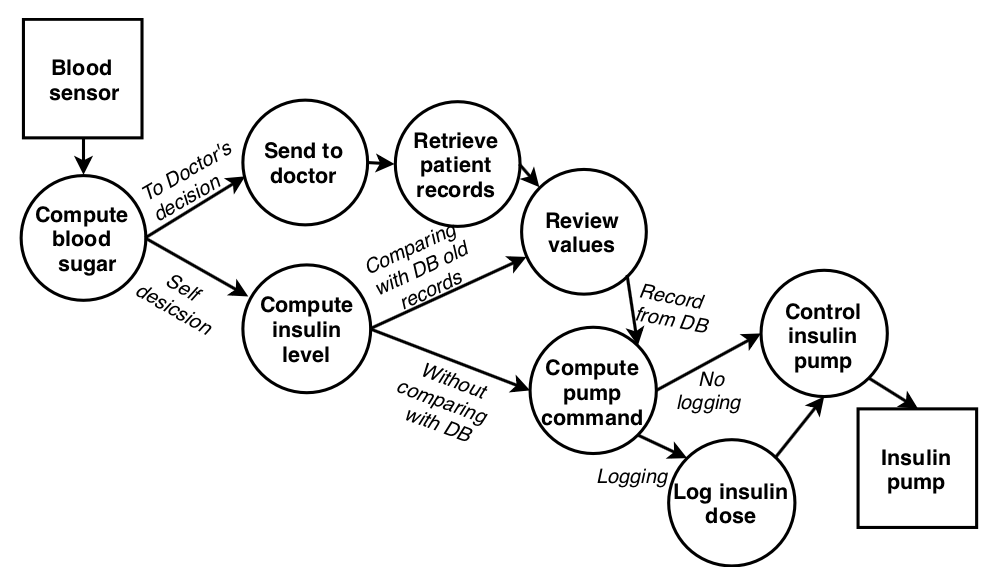 Blood
sensor
Compute
blood
sugar
To Doctor's
decision
Self
desicsion
Send to
doctor
Retrieve
patient
records
Compute
insulin
level
Comparing
with DB old
records
Without
comparing
with DB
Review
values
Record
from DB
Compute
pump
command
No
logging
Logging
Log insulin
dose
Control
insulin
pump
Insulin
pump